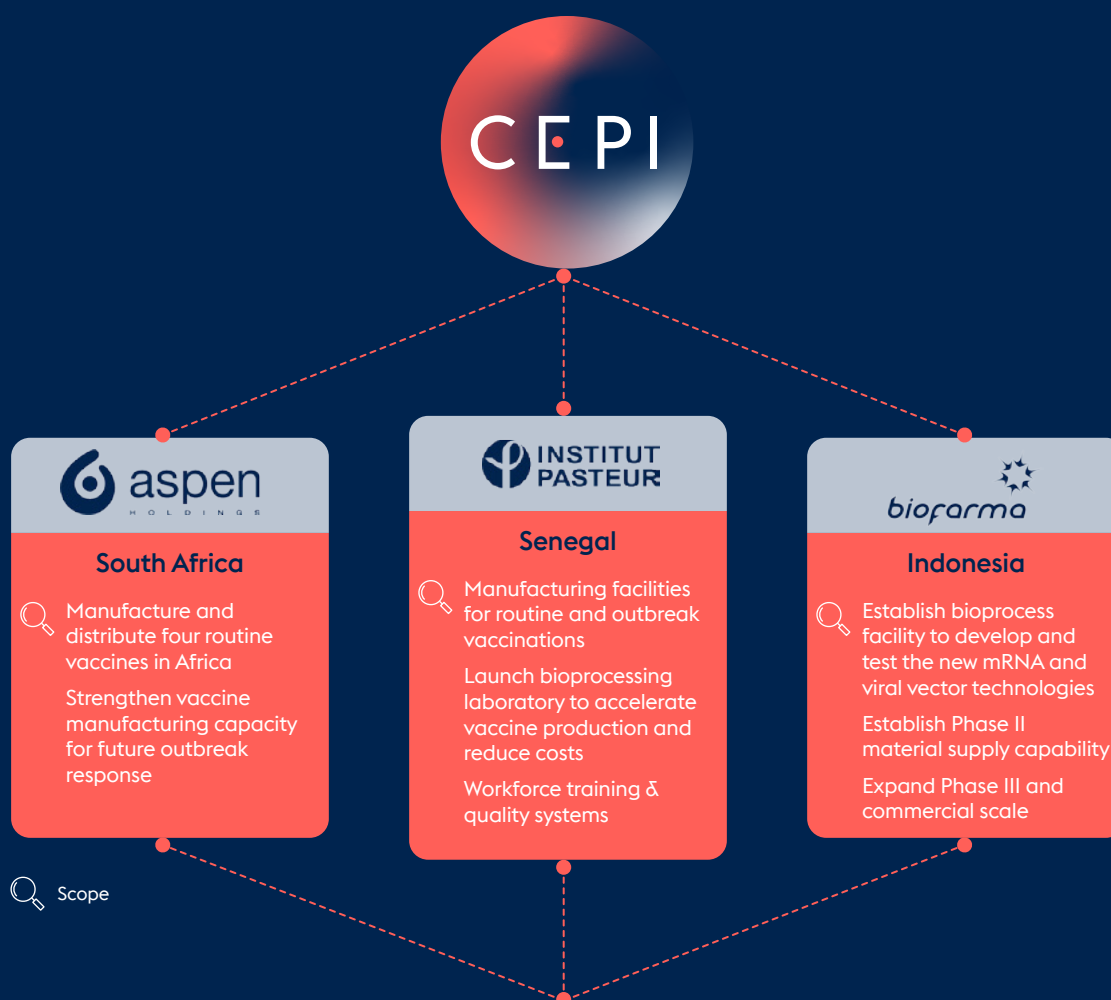 CEPI
aspen
HOLDINGS
South Africa
Manufacture and
distribute four routine
vaccines in Africa
Strengthen vaccine
manufacturing capacity
for future outbreak
response
INSTITUT
PASTEUR
Senegal
Manufacturing facilities
for routine and outbreak
vaccinations
Launch bioprocessing
laboratory to accelerate
vaccine production and
reduce costs
Workforce training &
quality systems
biofarma
Indonesia
Establish bioprocess
facility to develop and
test the new mRNA and
viral vector technologies
Establish Phase II
material supply capability
Expand Phase III and
commercial scale
Scope